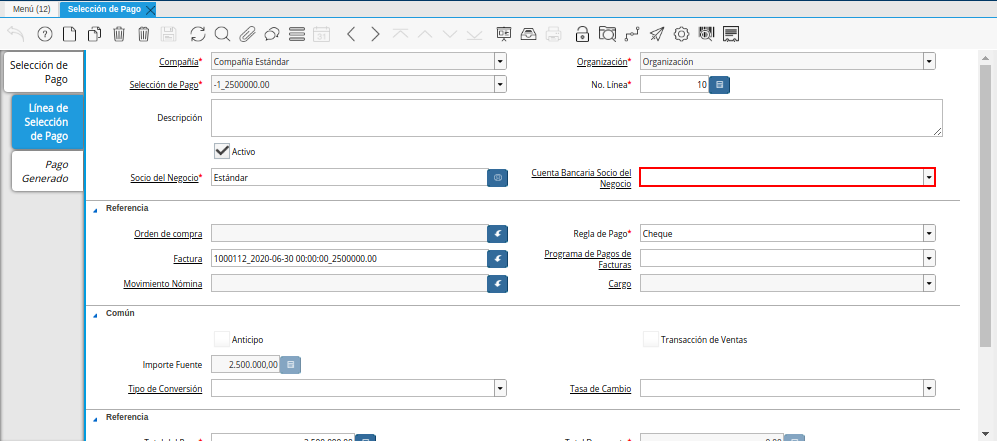 Menú (12)
Selección de Pago
Selección de
Pago
Línea de
Selección
de Pago
Pago
Generado
Compañía* Compañía Estándar
Organización* Organización
Selección de Pago* -1_2500000.00
No. Línea* 10
Descripción
Activo
Socio del Negocio* Estándar
Cuenta Bancaria Socio del
Negocio
Referencia
Orden de compra
Regla de Pago* Cheque
Factura 1000112_2020-06-30 00:00:00_2500000.00
Programa de Pagos de
Facturas
Movimiento Nómina
Cargo
Común
Anticipo
Transacción de Ventas
Importe Fuente 2.500.000,00
Tipo de Conversión
Tasa de Cambio
Referencia